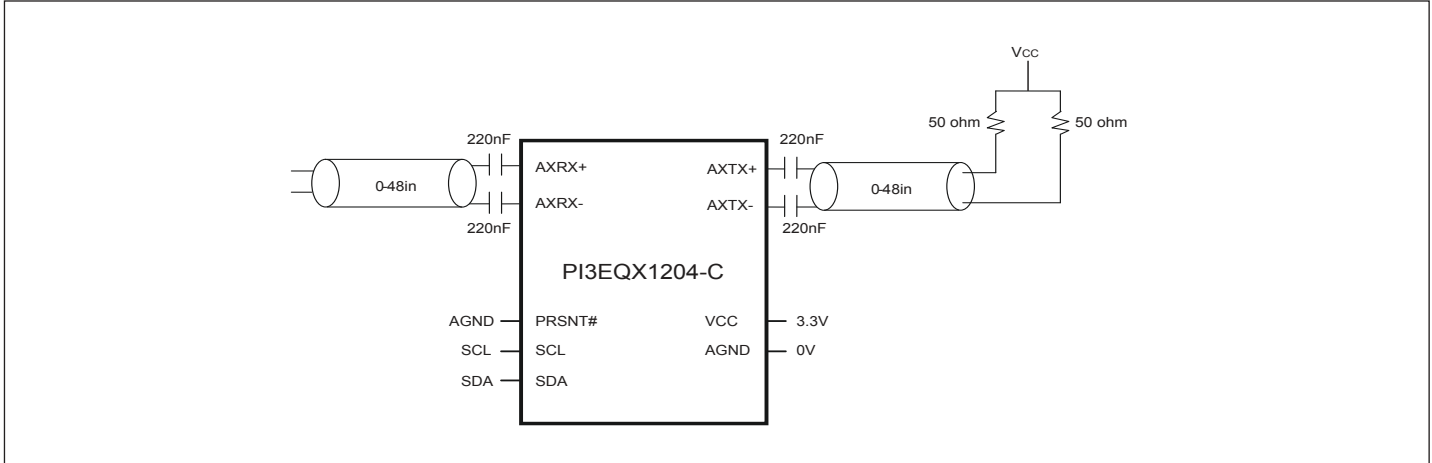 Vcc
50 ohm 50 ohm
220nF 220nF
AXRX+ AXTX+
0-48in 0-48in
AXRX- AXTX-
220nF 220nF
PI3EQX1204-C
AGND PRSNT# VCC 3.3V
SCL SCL AGND 0V
SDA SDA